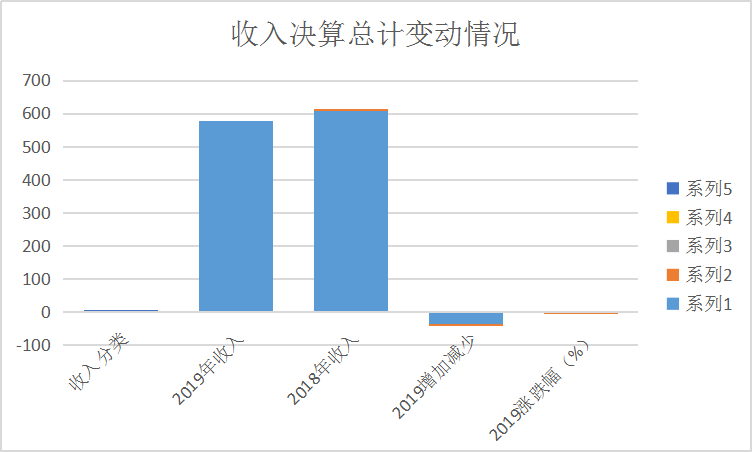 收入决算总计变动情况
700
600
500
400
300
200
100
0
-100
收入分类
2019年收入
2018年收入
2019增加减少
2019涨跌幅（%）
系列5
系列4
系列3
系列2
系列1